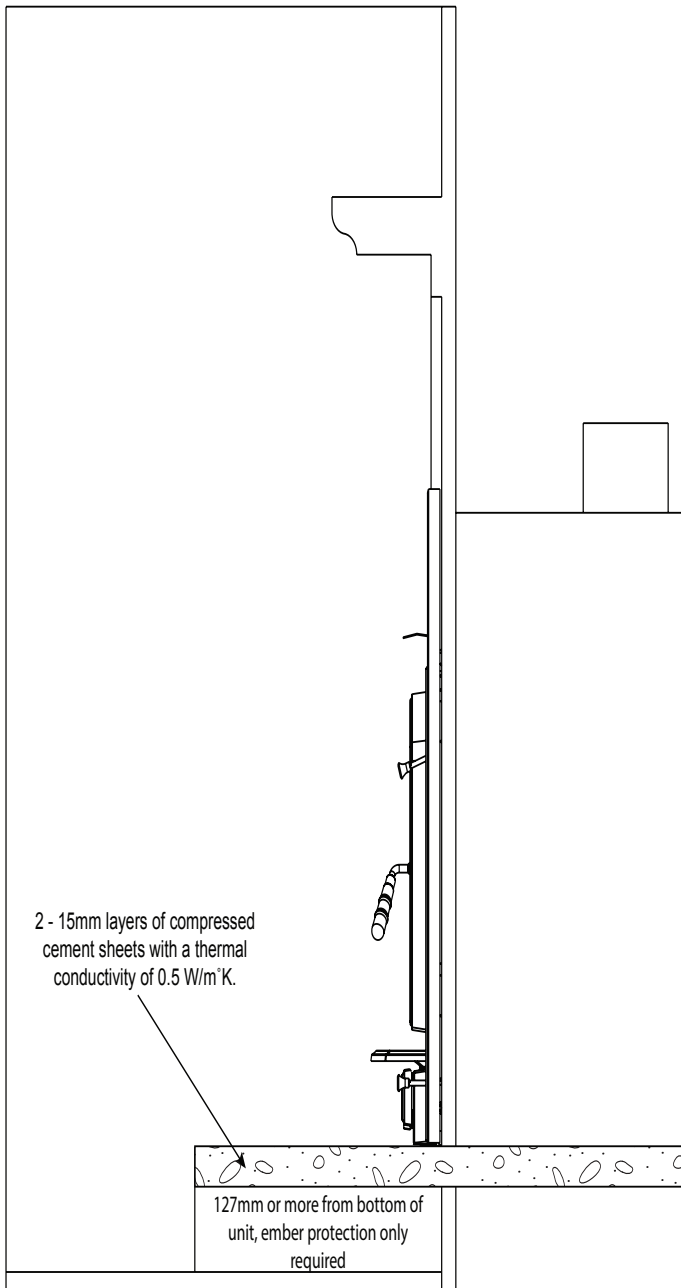 2 - 15mm layers of compressed
cement sheets with a thermal
conductivity of 0.5 W/m˚K.
127mm or more from bottom of
unit, ember protection only
required